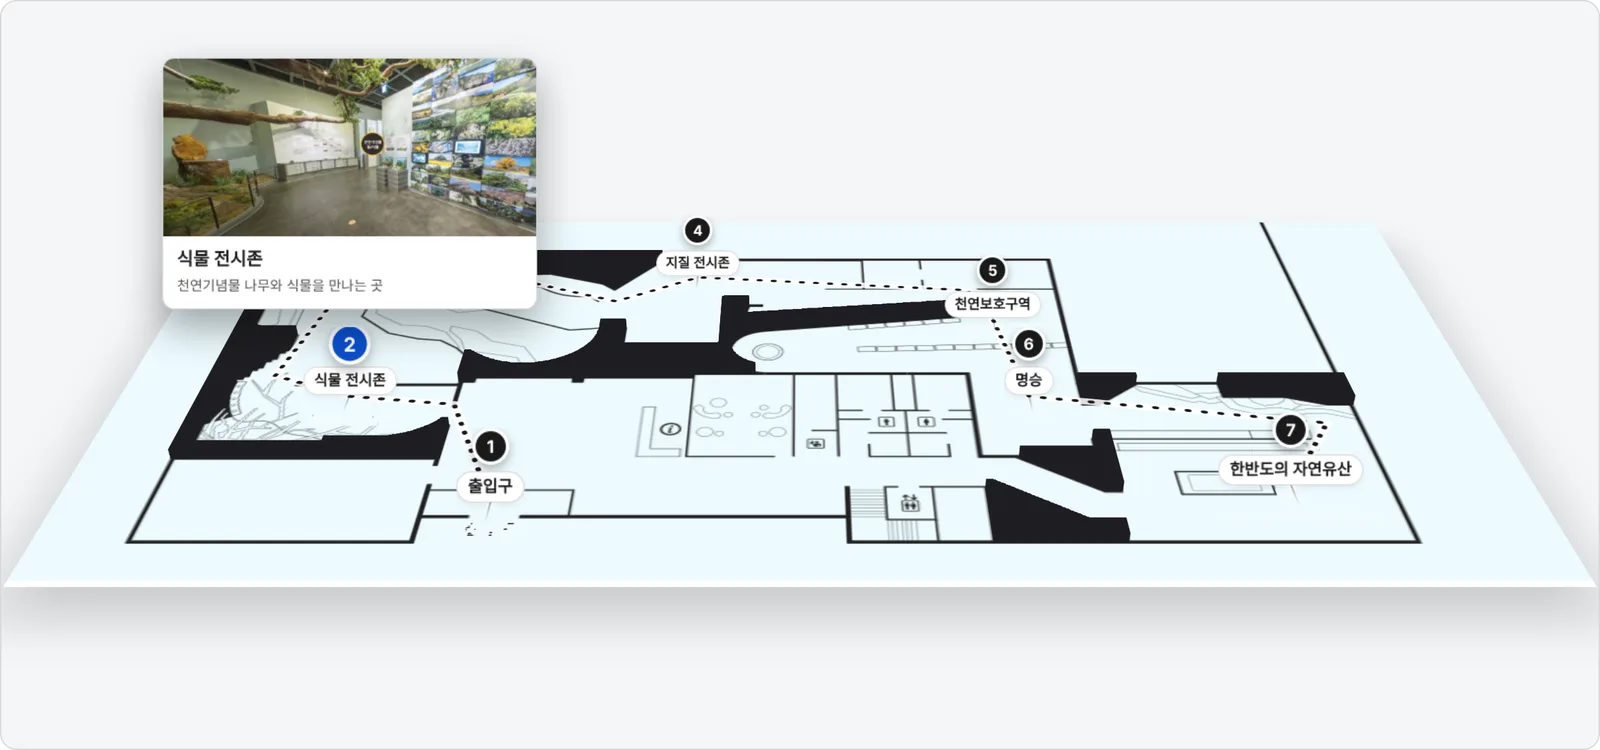 식물 전시존
천연기념물 나무와 식물을 만나는 곳
4
지질 전시존
5
천연보호구역
2
식물 전시존
6
명승
1
출입구
7
한반도의 자연유산